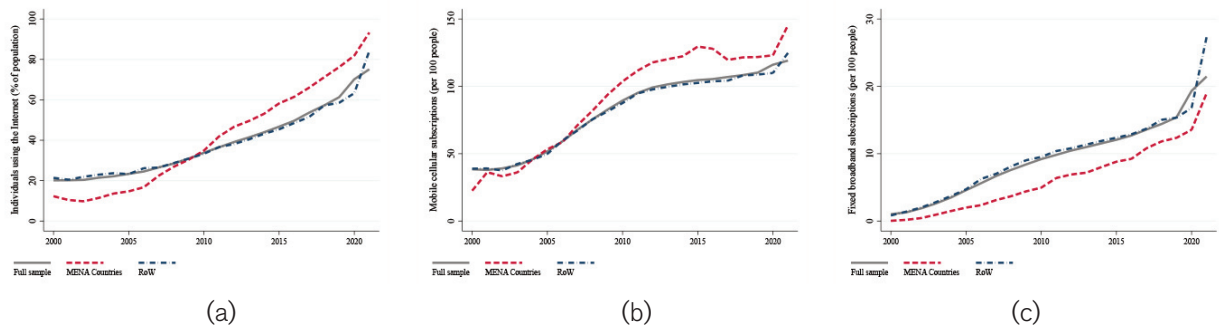 Individuals using the Internet (% of population)
100
80
60
40
20
0
2000 2005 2010 2015 2020
Full sample MENA Countries RoW
(a)
Mobile cellular subscriptions (per 100 people)
150
100
50
0
2000 2005 2010 2015 2020
Full sample MENA Countries RoW
(b)
Fixed broadband subscriptions (per 100 people)
30
20
10
0
2000 2005 2010 2015 2020
Full sample MENA Countries RoW
(c)